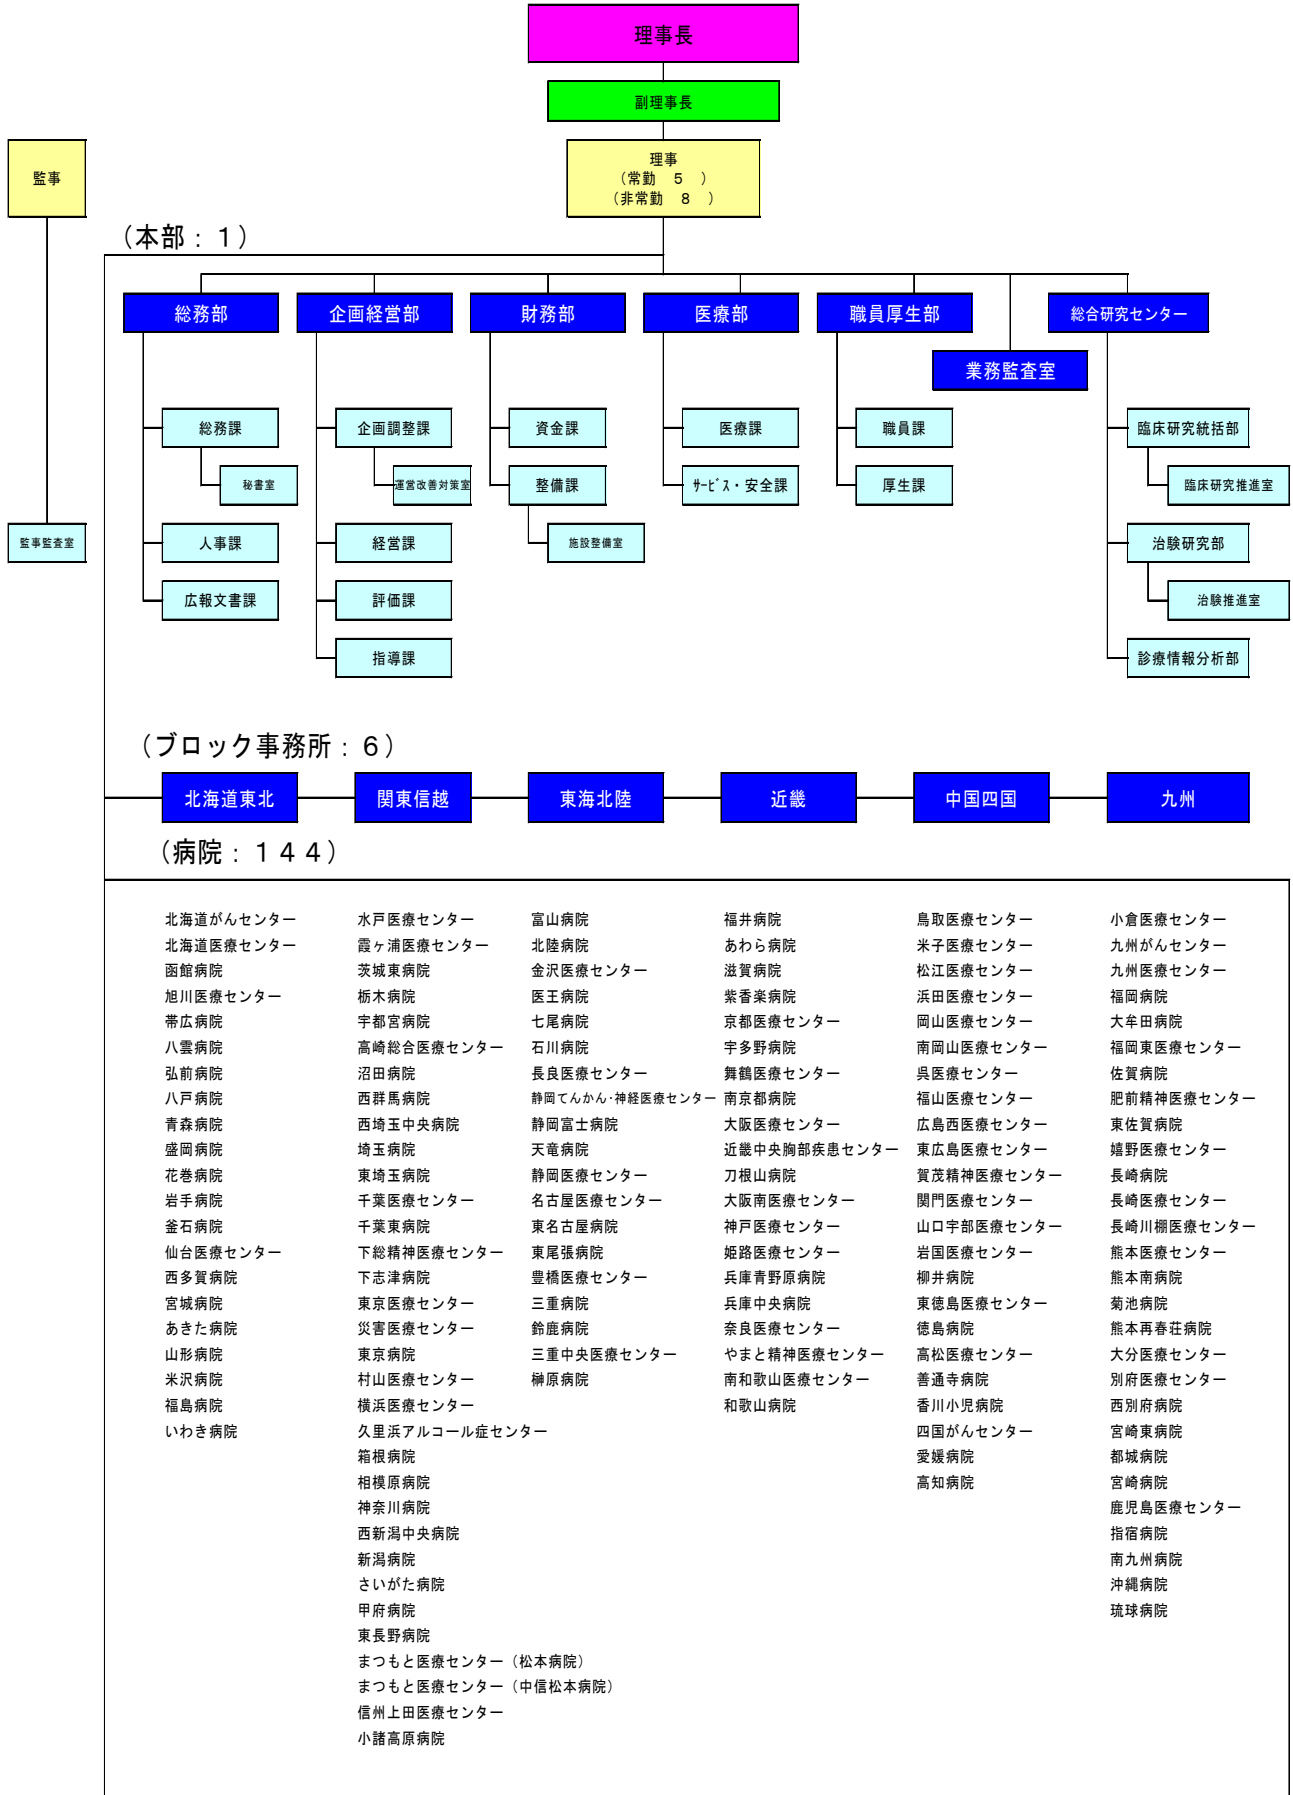 理事長
副理事長
理事
（常勤　５　）
（非常勤　８　）
監事
監事監査室
（本部：１）
総務部
企画経営部
財務部
医療部
職員厚生部
総合研究センター
業務監査室
総務課
企画調整課
資金課
医療課
職員課
臨床研究統括部
秘書室
運営改善対策室
整備課
ｻｰﾋﾞｽ・安全課
厚生課
臨床研究推進室
人事課
経営課
施設整備室
治験研究部
広報文書課
評価課
治験推進室
指導課
診療情報分析部
（ブロック事務所：６）
北海道東北
関東信越
東海北陸
近畿
中国四国
九州
（病院：１４４）
北海道がんセンター
北海道医療センター
函館病院
旭川医療センター
帯広病院
八雲病院
弘前病院
八戸病院
青森病院
盛岡病院
花巻病院
岩手病院
釜石病院
仙台医療センター
西多賀病院
宮城病院
あきた病院
山形病院
米沢病院
福島病院
いわき病院
水戸医療センター
霞ヶ浦医療センター
茨城東病院
栃木病院
宇都宮病院
高崎総合医療センター
沼田病院
西群馬病院
西埼玉中央病院
埼玉病院
東埼玉病院
千葉医療センター
千葉東病院
下総精神医療センター
下志津病院
東京医療センター
災害医療センター
東京病院
村山医療センター
横浜医療センター
久里浜アルコール症センター
箱根病院
相模原病院
神奈川病院
西新潟中央病院
新潟病院
さいがた病院
甲府病院
東長野病院
まつもと医療センター（松本病院）
まつもと医療センター（中信松本病院）
信州上田医療センター
小諸高原病院
富山病院
北陸病院
金沢医療センター
医王病院
七尾病院
石川病院
長良医療センター
静岡てんかん・神経医療センター
静岡富士病院
天竜病院
静岡医療センター
名古屋医療センター
東名古屋病院
東尾張病院
豊橋医療センター
三重病院
鈴鹿病院
三重中央医療センター
榊原病院
福井病院
あわら病院
滋賀病院
紫香楽病院
京都医療センター
宇多野病院
舞鶴医療センター
南京都病院
大阪医療センター
近畿中央胸部疾患センター
刀根山病院
大阪南医療センター
神戸医療センター
姫路医療センター
兵庫青野原病院
兵庫中央病院
奈良医療センター
やまと精神医療センター
南和歌山医療センター
和歌山病院
鳥取医療センター
米子医療センター
松江医療センター
浜田医療センター
岡山医療センター
南岡山医療センター
呉医療センター
福山医療センター
広島西医療センター
東広島医療センター
賀茂精神医療センター
関門医療センター
山口宇部医療センター
岩国医療センター
柳井病院
東徳島医療センター
徳島病院
高松医療センター
善通寺病院
香川小児病院
四国がんセンター
愛媛病院
高知病院
小倉医療センター
九州がんセンター
九州医療センター
福岡病院
大牟田病院
福岡東医療センター
佐賀病院
肥前精神医療センター
東佐賀病院
嬉野医療センター
長崎病院
長崎医療センター
長崎川棚医療センター
熊本医療センター
熊本南病院
菊池病院
熊本再春荘病院
大分医療センター
別府医療センター
西別府病院
宮崎東病院
都城病院
宮崎病院
鹿児島医療センター
指宿病院
南九州病院
沖縄病院
琉球病院